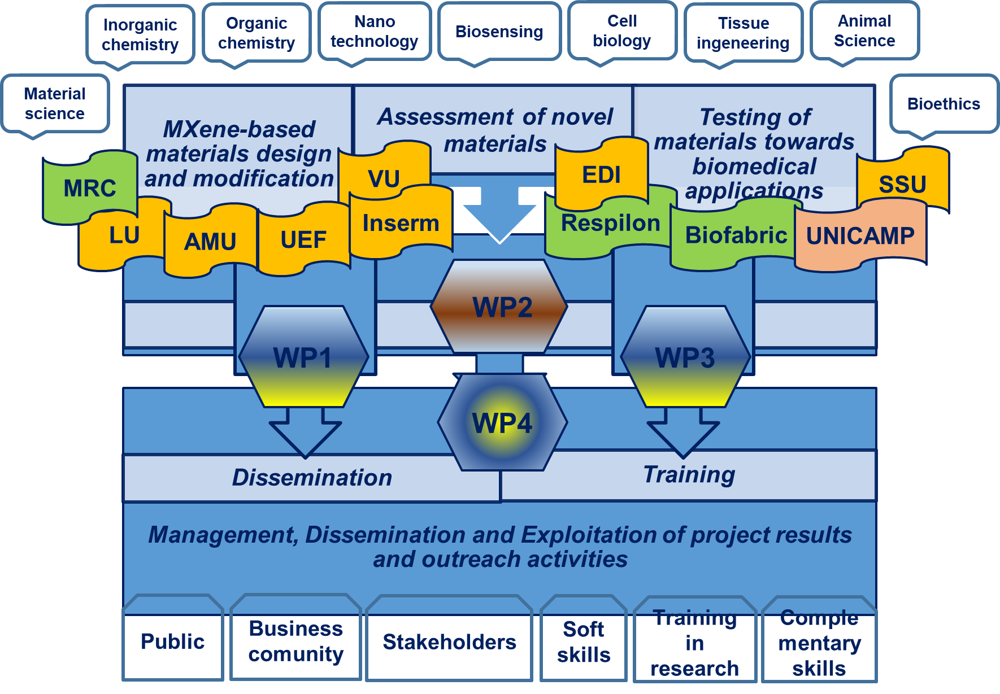 Inorganic
chemistry
Organic
chemistry
Nano
technology
Biosensing
Cell
biology
Tissue
ingeneering
Animal
Science
Material
science
Bioethics
MXene-based
materials design
and modification
Assessment of novel
materials
Testing of
materials towards
biomedical
applications
MRC
LU
AMU
UEF
VU
Inserm
EDI
Respilon
Biofabric
SSU
UNICAMP
WP2
WP1
WP3
WP4
Dissemination
Training
Management, Dissemination and Exploitation of project results
and outreach activities
Public
Business
comunity
Stakeholders
Soft
skills
Training
in
research
Comple
mentary
skills